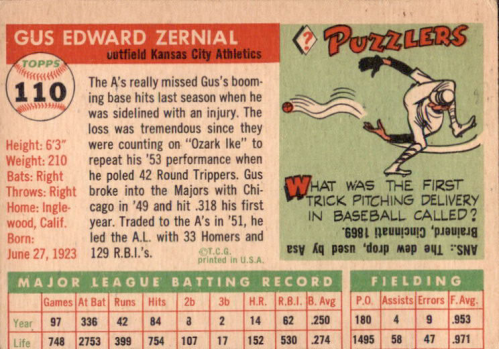 GUS EDWARD ZERNIAL
outfield Kansas City Athletics
TOPPS
110
Height: 6'3"
Weight: 210
Bats: Right
Throws: Right
Home: Ingle-
wood, Calif.
Born:
June 27, 1923
The A's really missed Gus's boom-
ing base hits last season when he
was sidelined with an injury. The
loss was tremendous since they
were counting on "Ozark Ike" to
repeat his '53 performance when
he poled 42 Round Trippers. Gus
broke into the Majors with Chi-
cago in '49 and hit .318 his first
year. Traded to the A's in '51, he
led the A.L. with 33 Homers and
129 R.B.I.'s.
©T.C.G.
printed in U.S.A.
?
PUZZLERS
WHAT WAS THE FIRST
TRICK PITCHING DELIVERY
IN BASEBALL CALLED?
ANS.: The dew drop, used by Asa
Brainerd, Cincinnati 1869.
MAJOR LEAGUE BATTING RECORD
FIELDING
Games At Bat Runs Hits 2b 3b H.R. R.B.I. B. Avg P.O. Assists Errors F.Avg.
Year 97 336 42 84 8 2 14 62 .250 180 4 9 .953
Life 748 2753 399 754 107 17 152 530 .274 1495 58 47 .971